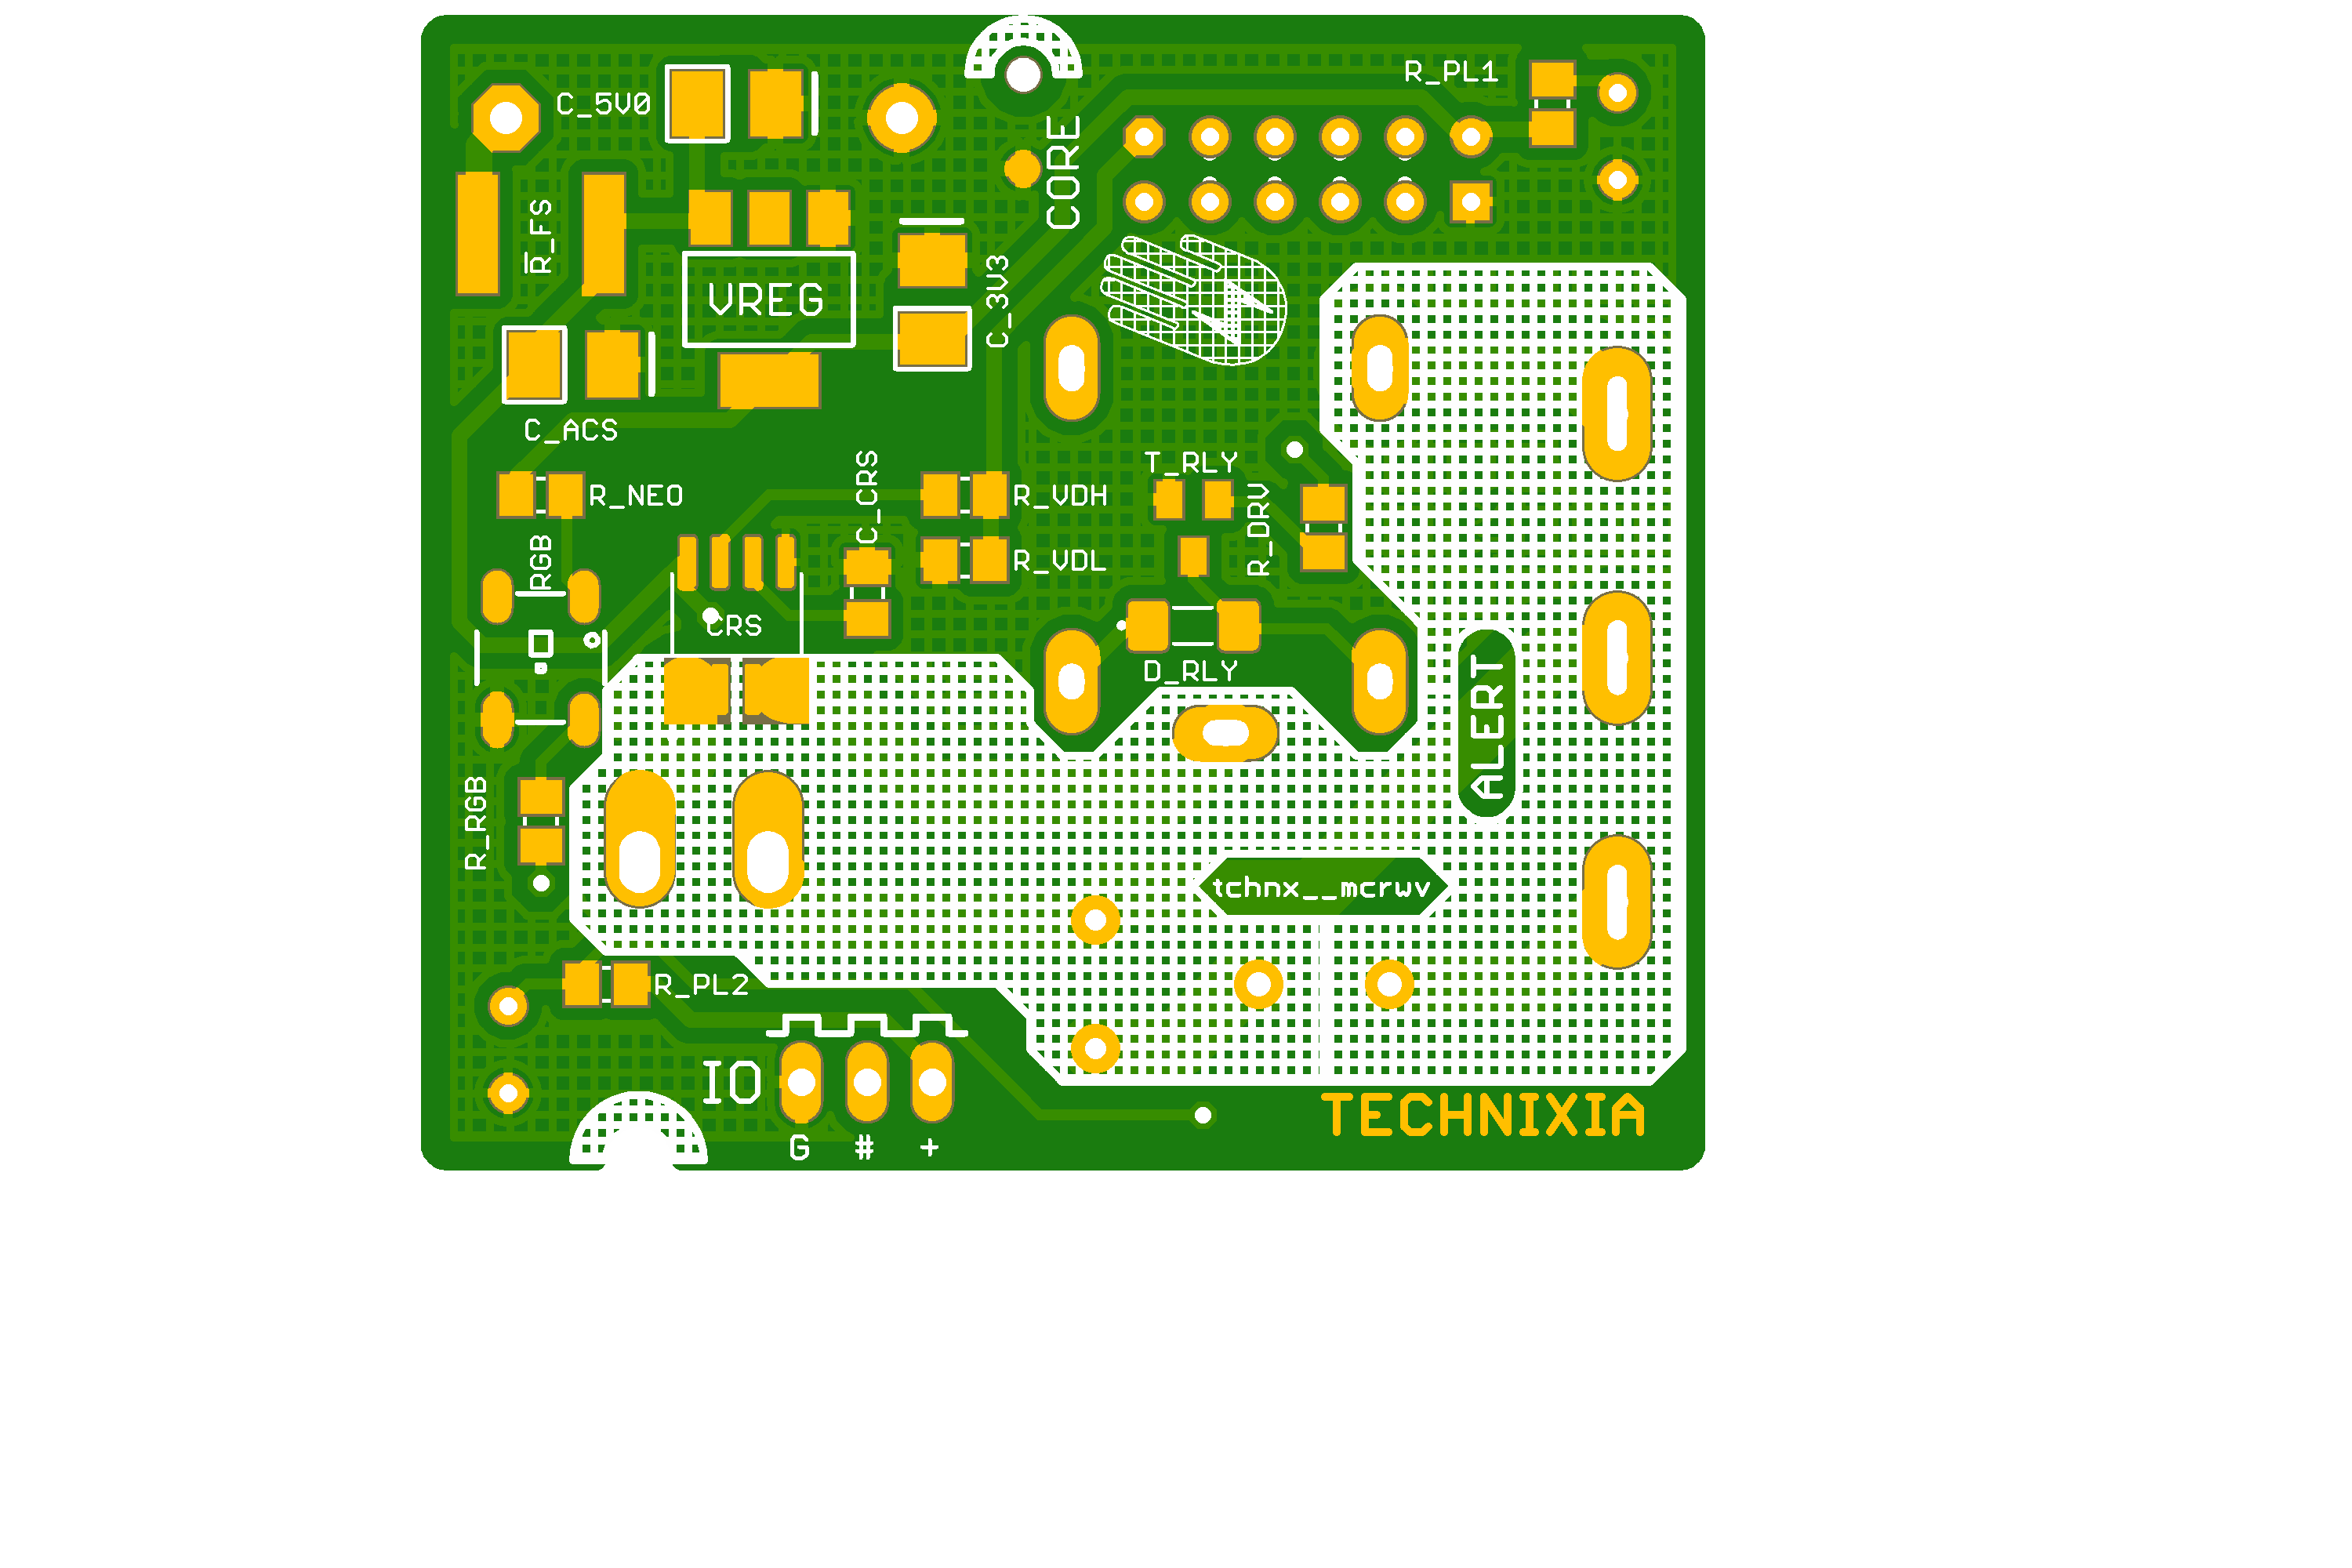 R_PL1
C_5V0
CORE
R_FS
VREG
C_3V3
C_ACS
T_RLY
R_NEO
C_CRS
R_VDH
R_DRV
RGB
R_VDL
CRS
D_RLY
ALERT
R_RGB
tchnx__mcrwv
R_PL2
IO
TECHNIXIA
G # +